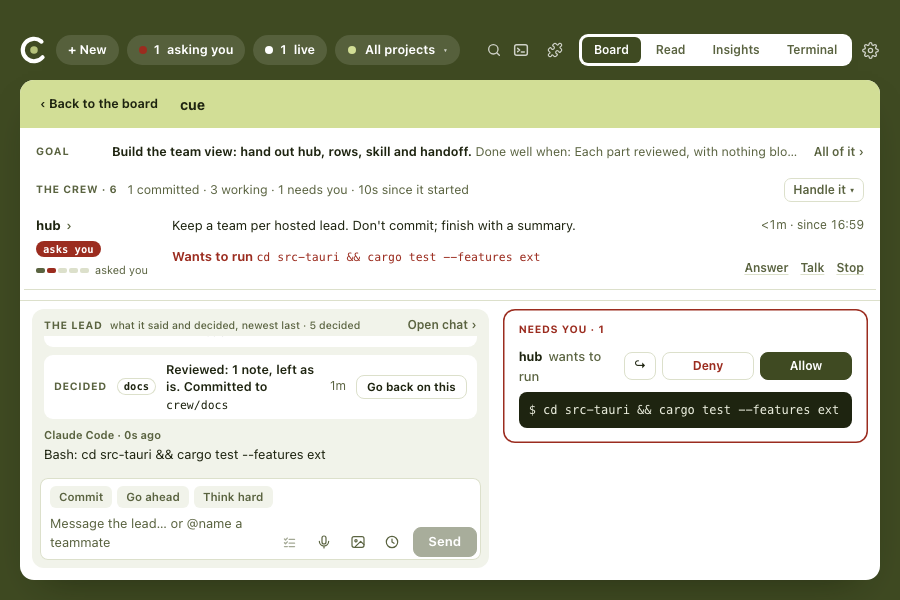 + New
1 asking you
1 live
All projects
Board
Read
Insights
Terminal
‹ Back to the board
cue
GOAL
Build the team view: hand out hub, rows, skill and handoff. Done well when: Each part reviewed, with nothing blo...
All of it ›
THE CREW · 6
1 committed · 3 working · 1 needs you · 10s since it started
Handle it
hub ›
Keep a team per hosted lead. Don't commit; finish with a summary.
<1m · since 16:59
asks you
Wants to run cd src-tauri && cargo test --features ext
asked you
Answer
Talk
Stop
THE LEAD
what it said and decided, newest last · 5 decided
Open chat ›
DECIDED
docs
Reviewed: 1 note, left as
is. Committed to
crew/docs
1m
Go back on this
Claude Code · 0s ago
Bash: cd src-tauri && cargo test --features ext
Commit
Go ahead
Think hard
Message the lead... or @name a
teammate
Send
NEEDS YOU · 1
hub wants to
run
Deny
Allow
$ cd src-tauri && cargo test --features ext